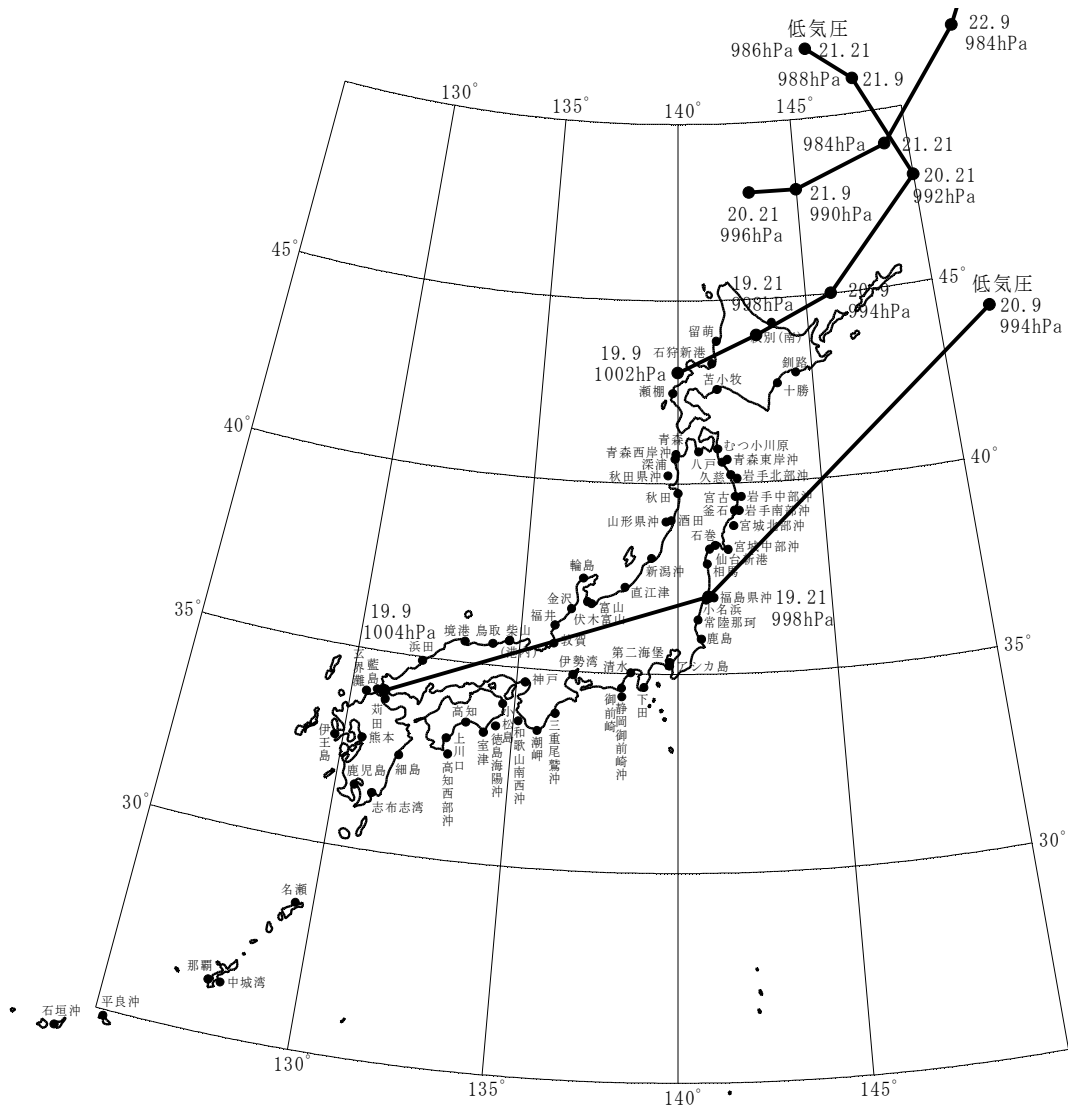 22.9
984hPa
低気圧
986hPa
21.21
988hPa
21.9
130°
135°
140°
145°
984hPa
21.21
20.21
992hPa
21.9
990hPa
20.21
996hPa
45°
45°
低気圧
20.9
994hPa
19.21
998hPa
20.9
994hPa
留萌
紋別(南)
石狩新港
19.9
1002hPa
釧路
瀬棚
苫小牧
十勝
40°
40°
青森
むつ小川原
青森西岸沖
深浦
八戸
青森東岸沖
秋田県沖
久慈
岩手北部沖
秋田
宮古
岩手中部沖
釜石
岩手南部沖
山形県沖
酒田
宮城北部沖
石巻
宮城中部沖
仙台新港
新潟沖
相馬
輪島
直江津
金沢
富山
伏木富山
福井
福島県沖
19.21
998hPa
小名浜
常陸那珂
鹿島
35°
35°
19.9
1004hPa
境港
鳥取
柴山
(港内)
敦賀
浜田
伊勢湾
第二海堡
清水
アシカ島
玄界灘
藍島
神戸
苅田
下田
御前崎
静岡御前崎沖
高知
小松島
伊王島
熊本
上川口
室津
徳島海陽沖
和歌山南西沖
潮岬
三重尾鷲沖
高知西部沖
鹿児島
細島
志布志湾
30°
30°
名瀬
那覇
中城湾
石垣沖
平良沖
130°
135°
140°
145°